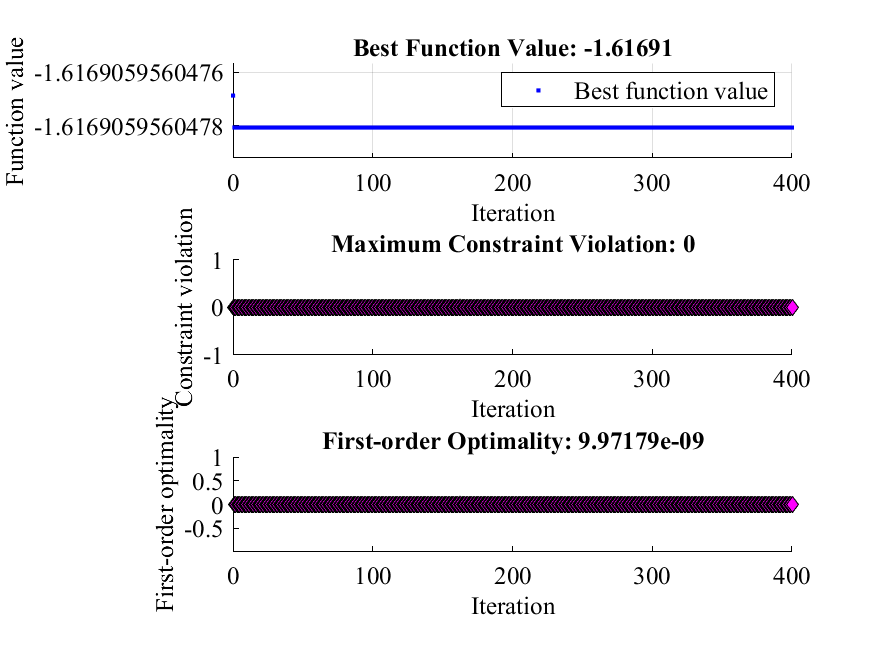 Best Function Value: -1.61691
Function value
-1.6169059560476
-1.6169059560478
Best function value
0 100 200 300 400
Iteration
Maximum Constraint Violation: 0
Constraint violation
1
0
-1
0 100 200 300 400
Iteration
First-order Optimality: 9.97179e-09
First-order optimality
1
0.5
0
-0.5
0 100 200 300 400
Iteration